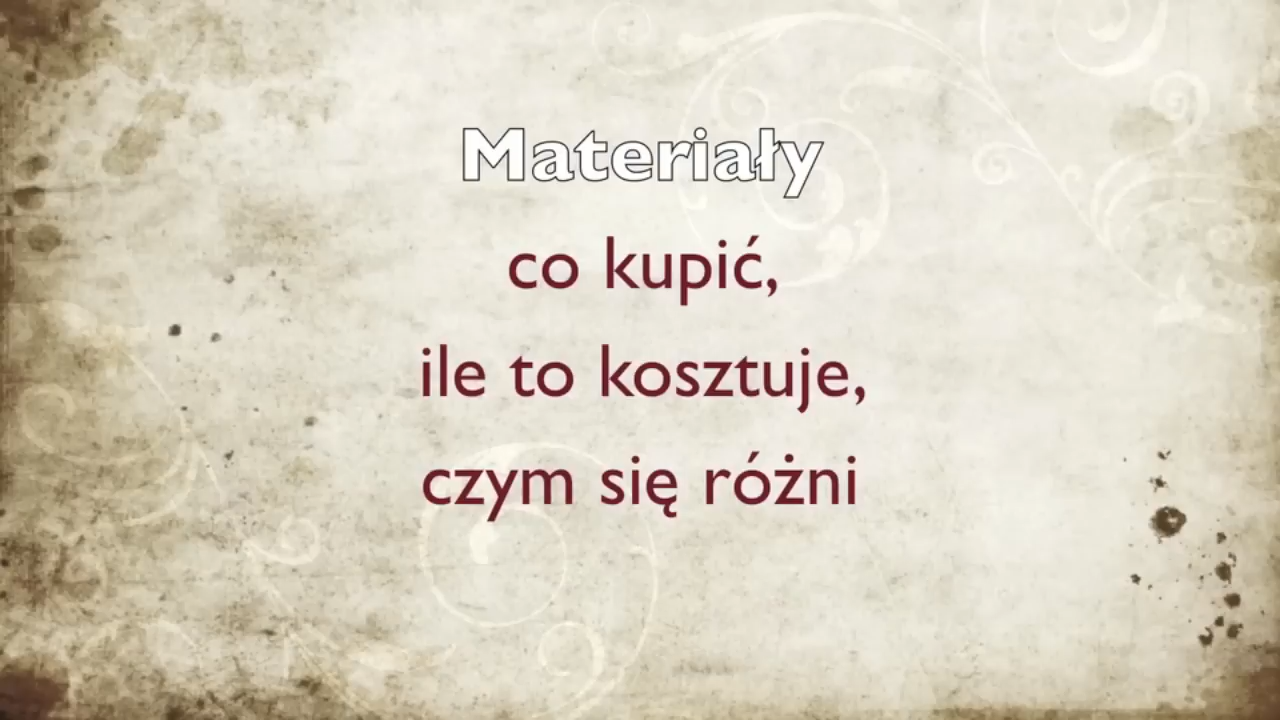 Materiały
co kupić,
ile to kosztuje,
czym się różni